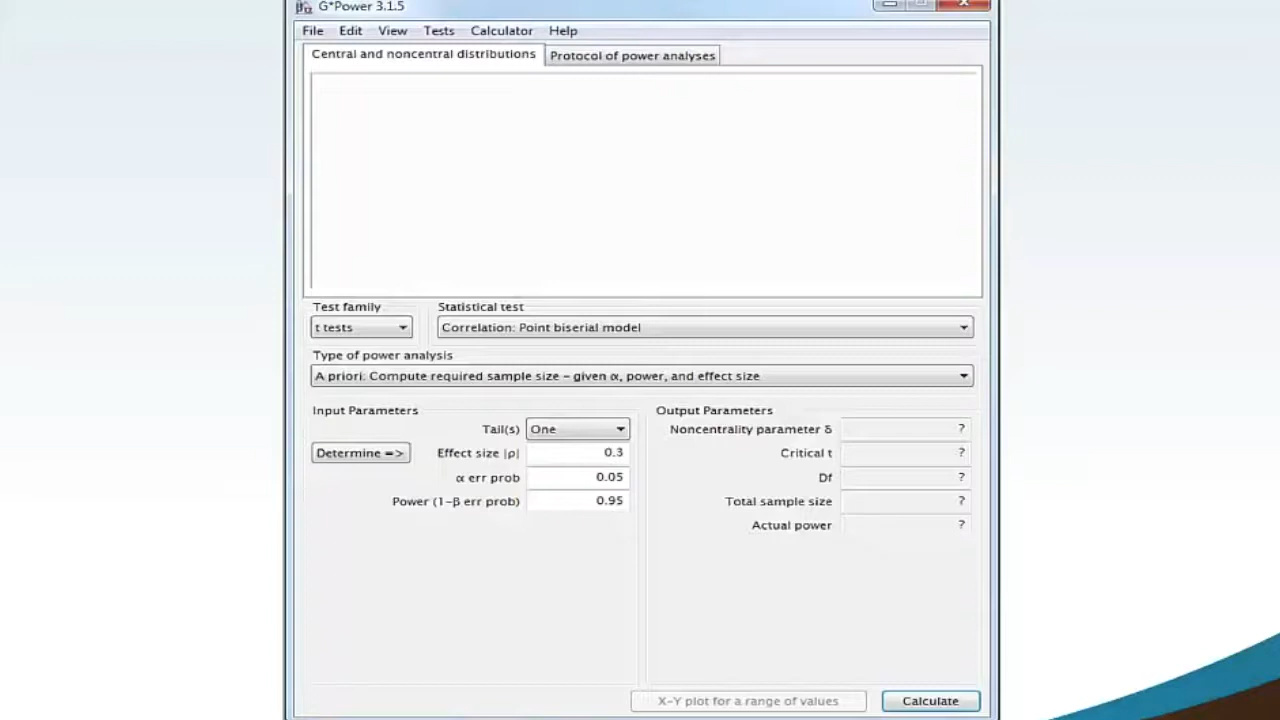 G*Power 3.1.5
File Edit View Tests Calculator Help
Central and noncentral distributions Protocol of power analyses
Test family Statistical test
t tests Correlation: Point biserial model
Type of power analysis
A priori: Compute required sample size – given α, power, and effect size
Input Parameters Output Parameters
Tail(s) One Noncentrality parameter δ ?
Determine => Effect size |ρ| 0.3 Critical t ?
α err prob 0.05 Df ?
Power (1–β err prob) 0.95 Total sample size ?
Actual power ?
X–Y plot for a range of values Calculate